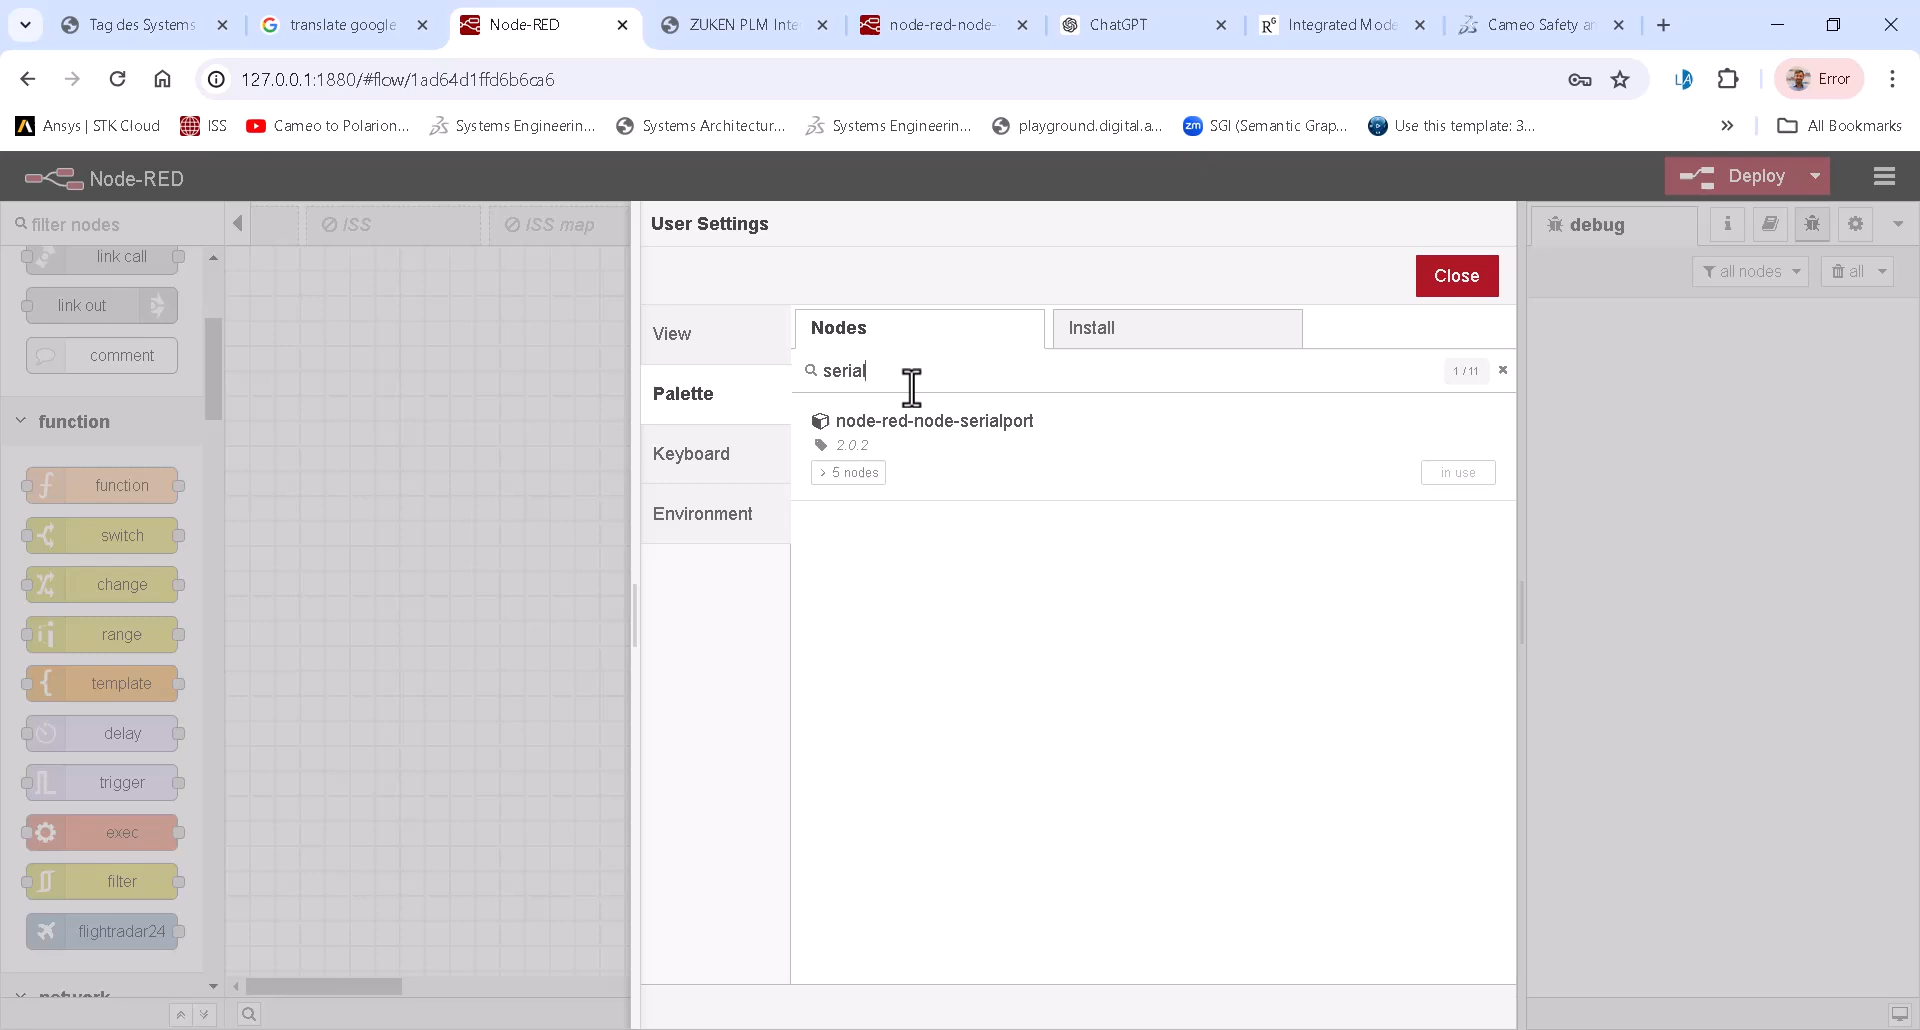 Tag des Systems
translate google
Node-RED
ZUKEN PLM Inte
node-red-node-
ChatGPT
Integrated Mode
Cameo Safety an
127.0.0.1:1880/#flow/1ad64d1ffd6b6ca6
Error
Ansys | STK Cloud
ISS
Cameo to Polarion...
Systems Engineerin...
Systems Architectur...
Systems Engineerin...
playground.digital.a...
zm SGI (Semantic Grap...
Use this template: 3...
All Bookmarks
Node-RED
Deploy
filter nodes
ISS
ISS map
User Settings
debug
Close
all nodes
all
link call
link out
comment
function
function
switch
change
range
template
delay
trigger
exec
filter
flightradar24
View
Palette
Keyboard
Environment
Nodes
Install
serial
1 / 11
node-red-node-serialport
2.0.2
5 nodes
in use